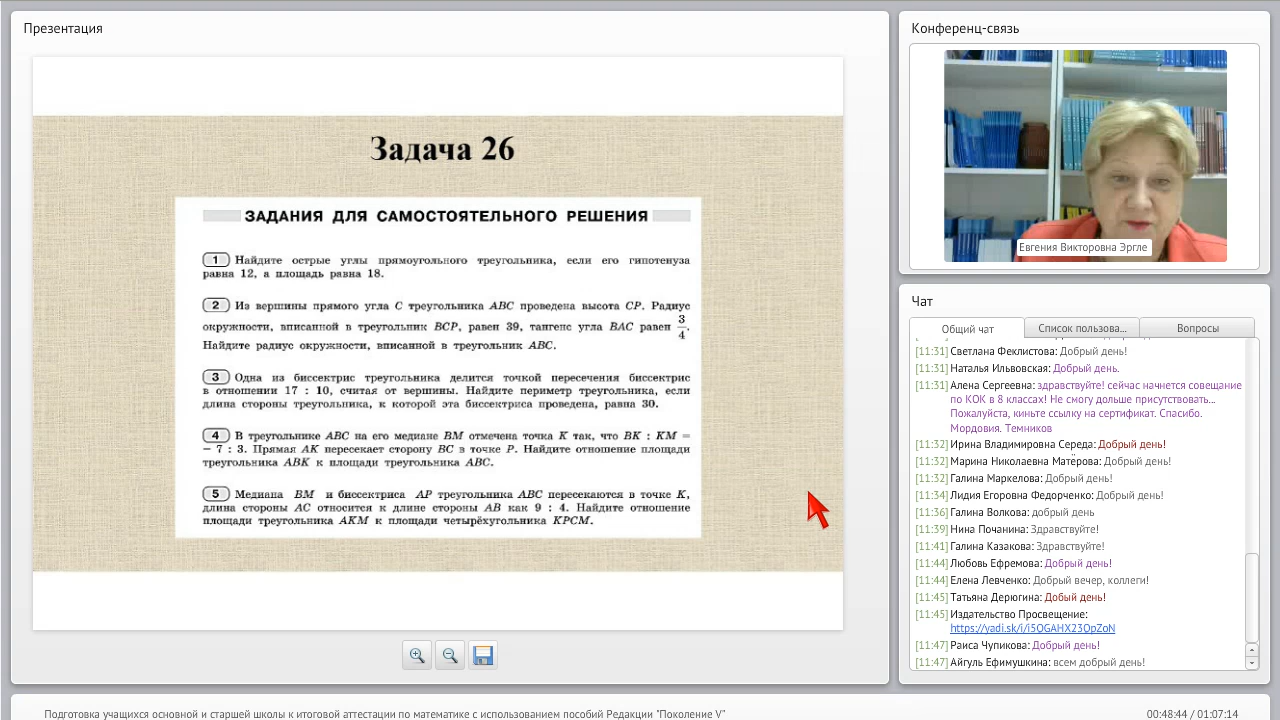 Презентация
Задача 26
ЗАДАНИЯ ДЛЯ САМОСТОЯТЕЛЬНОГО РЕШЕНИЯ
1 Найдите острые углы прямоугольного треугольника, если его гипотенуза
равна 12, а площадь равна 18.
2 Из вершины прямого угла C треугольника ABC проведена высота CP. Радиус
окружности, вписанной в треугольник BCP, равен 39, тангенс угла BAC равен 3/4.
Найдите радиус окружности, вписанной в треугольник ABC.
3 Одна из биссектрис треугольника делится точкой пересечения биссектрис
в отношении 17 : 10, считая от вершины. Найдите периметр треугольника, если
длина стороны треугольника, к которой эта биссектриса проведена, равна 30.
4 В треугольнике ABC на его медиане BM отмечена точка K так, что BK : KM =
= 7 : 3. Прямая AK пересекает сторону BC в точке P. Найдите отношение площади
треугольника ABK к площади треугольника ABC.
5 Медиана BM и биссектриса AP треугольника ABC пересекаются в точке K,
длина стороны AC относится к длине стороны AB как 9 : 4. Найдите отношение
площади треугольника AKM к площади четырёхугольника KPCM.
Конференц-связь
Евгения Викторовна Эргле
Чат
Общий чат
Список пользова...
Вопросы
[11:31] Светлана Феклистова: Добрый день!
[11:31] Наталья Ильвовская: Добрый день.
[11:31] Алена Сергеевна: здравствуйте! сейчас начнется совещание
по КОК в 8 классах! Не смогу дольше присутствовать...
Пожалуйста, киньте ссылку на сертификат. Спасибо.
Мордовия. Темников
[11:32] Ирина Владимировна Середа: Добрый день!
[11:32] Марина Николаевна Матёрова: Добрый день!
[11:32] Галина Маркелова: Добрый день!
[11:34] Лидия Егоровна Федорченко: Добрый день!
[11:36] Галина Волкова: добрый день
[11:39] Нина Почанина: Здравствуйте!
[11:41] Галина Казакова: Здравствуйте!
[11:44] Любовь Ефремова: Добрый день!
[11:44] Елена Левченко: Добрый вечер, коллеги!
[11:45] Татьяна Дерюгина: Добый день!
[11:45] Издательство Просвещение:
https://yadi.sk/i/i5QGAHX23QpZoN
[11:47] Раиса Чупикова: Добрый день!
[11:47] Айгуль Ефимушкина: всем добрый день!
Подготовка учащихся основной и старшей школы к итоговой аттестации по математике с использованием пособий Редакции "Поколение V"
00:48:44 / 01:07:14